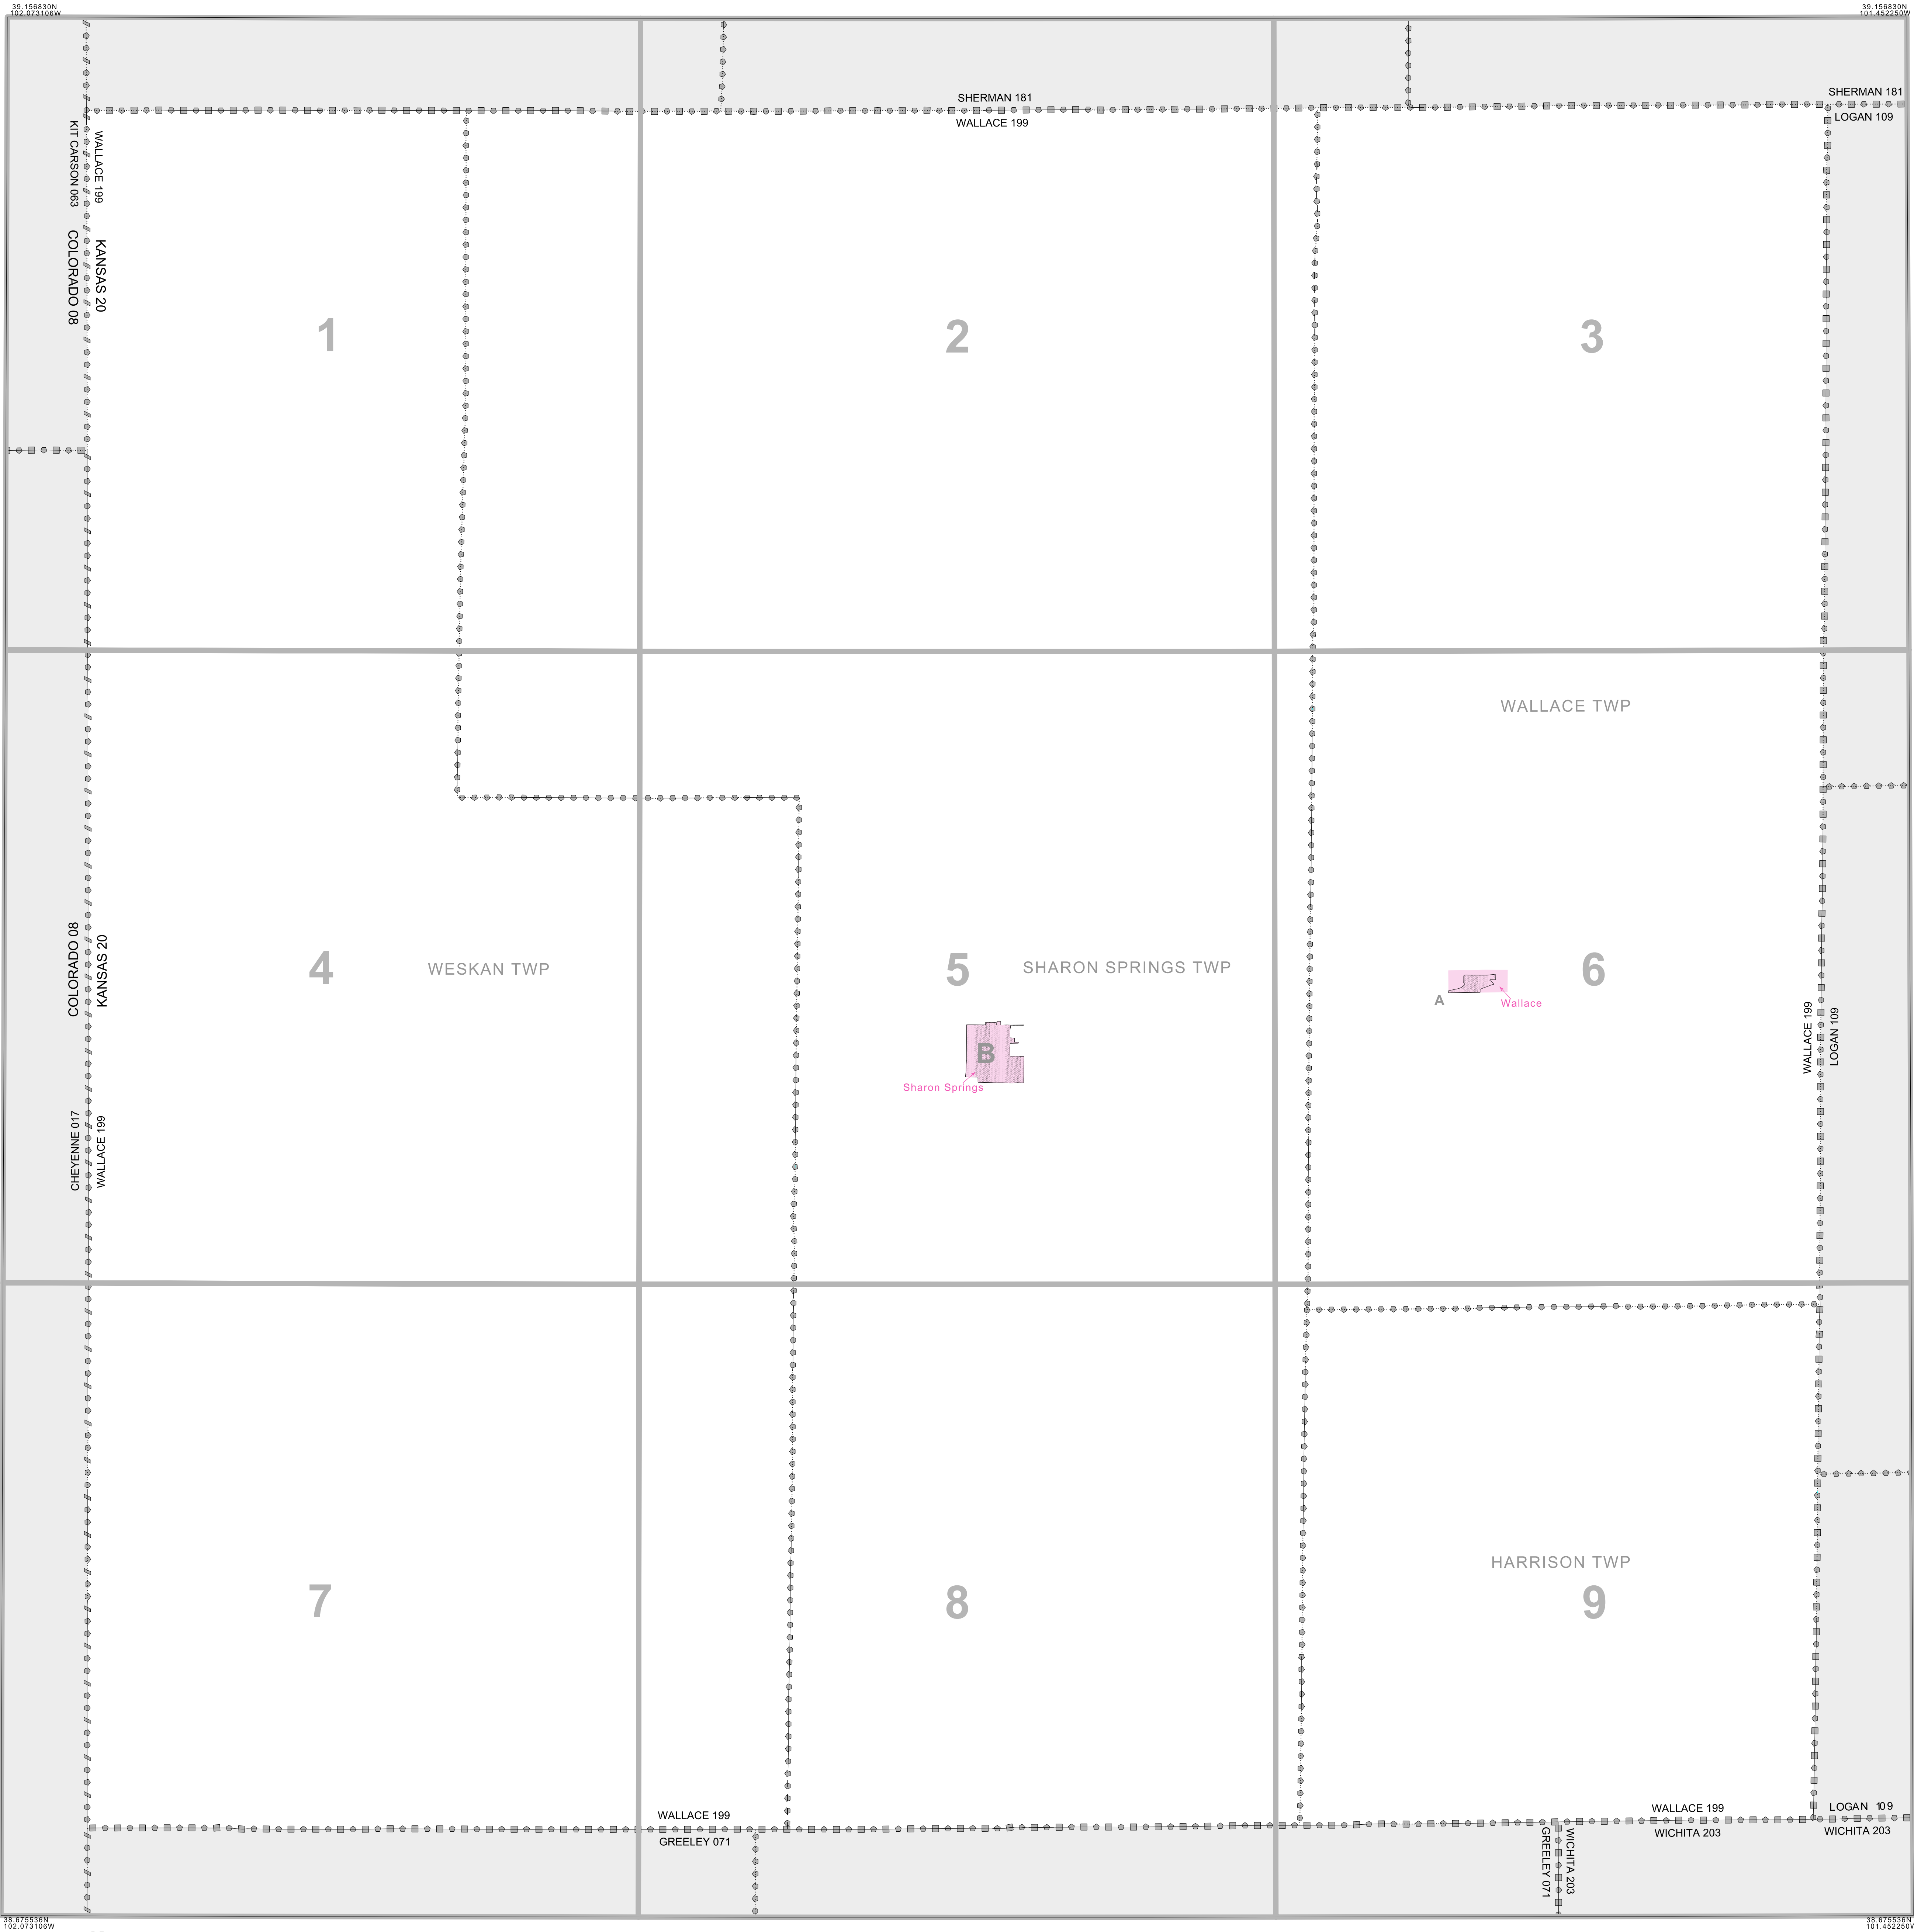 39.156830N
102.073106W
39.156830N
101.452250W
SHERMAN 181
WALLACE 199
SHERMAN 181
LOGAN 109
KIT CARSON 063
WALLACE 199
COLORADO 08
KANSAS 20
1
2
3
WALLACE TWP
4
WESKAN TWP
5
SHARON SPRINGS TWP
6
COLORADO 08
KANSAS 20
A
Wallace
B
Sharon Springs
WALLACE 199
LOGAN 109
CHEYENNE 017
WALLACE 199
HARRISON TWP
7
8
9
WALLACE 199
GREELEY 071
WALLACE 199
WICHITA 203
LOGAN 109
WICHITA 203
GREELEY 071
WICHITA 203
38.675536N
102.073106W
38.675536N
101.452250W